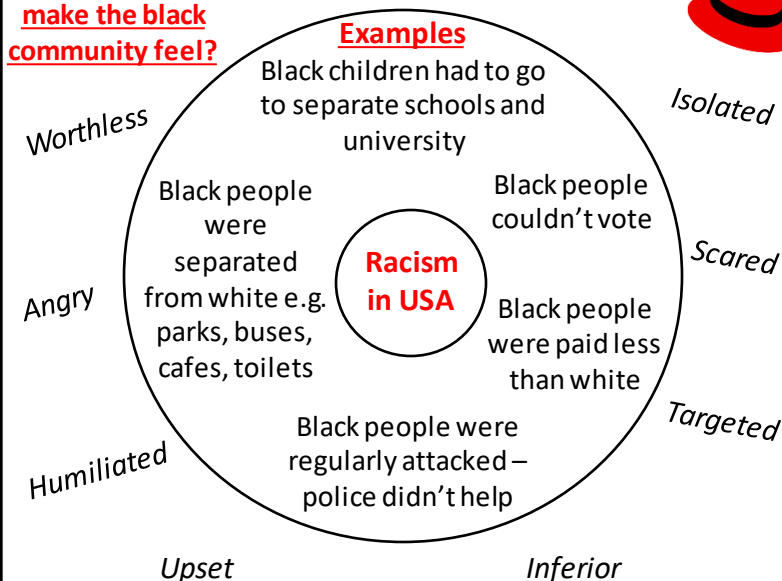 make the black
community feel?
Examples
Black children had to go
to separate schools and
university
Black people
were
separated
from white e.g.
parks, buses,
cafes, toilets
Racism
in USA
Black people
couldn't vote
Black people
were paid less
than white
Black people were
regularly attacked –
police didn't help
Worthless
Angry
Humiliated
Upset
Inferior
Isolated
Scared
Targeted